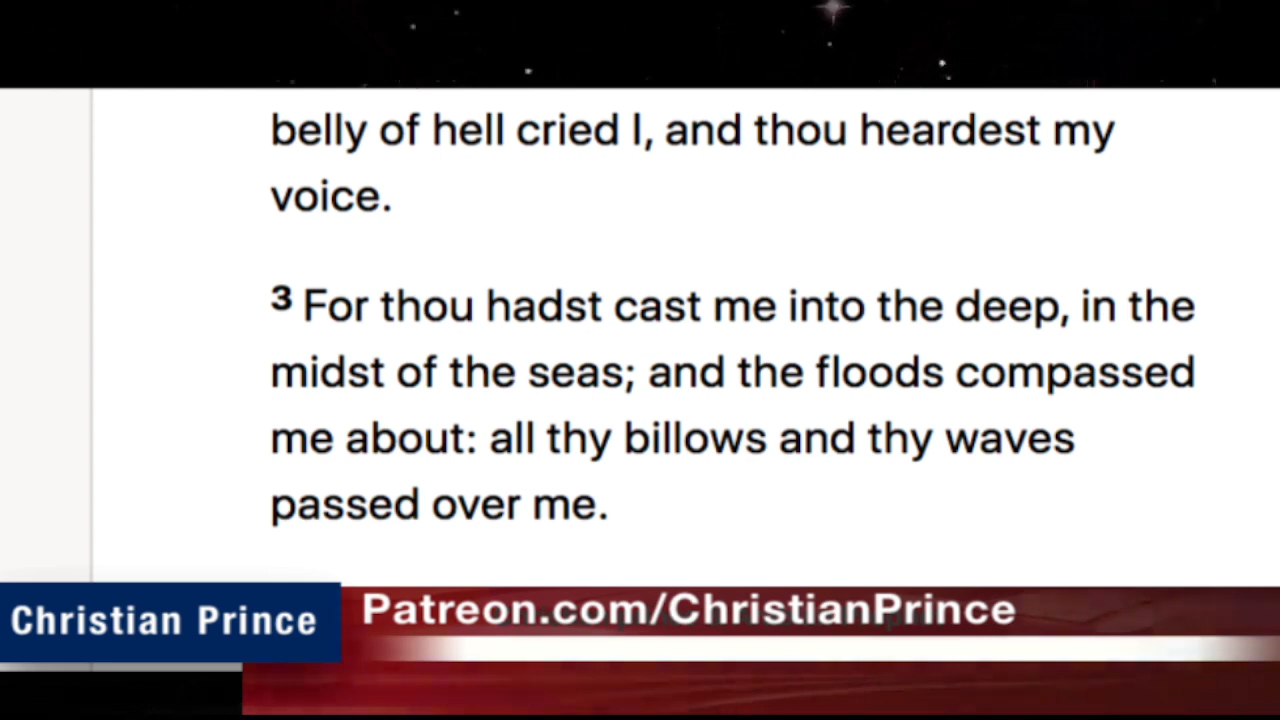 belly of hell cried I, and thou heardest my
voice.
3 For thou hadst cast me into the deep, in the
midst of the seas; and the floods compassed
me about: all thy billows and thy waves
passed over me.
Christian Prince
Patreon.com/ChristianPrince